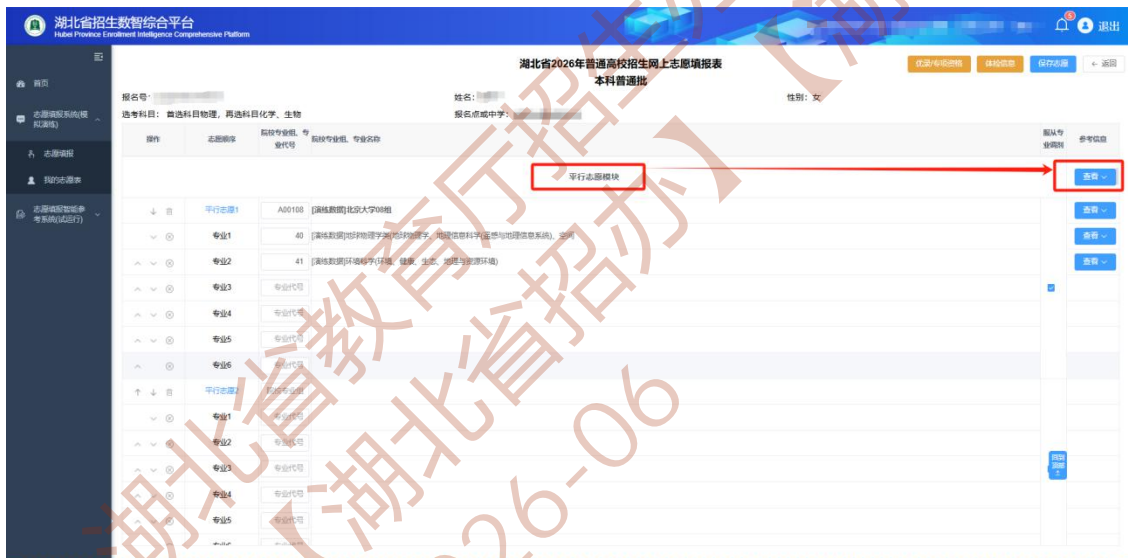 湖北省招生数智综合平台
Hubei Province Enrollment Intelligence Comprehensive Platform
5
退出
首页
志愿填报系统(模拟演练)
志愿填报
我的志愿表
志愿填报智能参考系统(试运行)
湖北省2026年普通高校招生网上志愿填报表
本科普通批
优录/专项资格 体检信息 保存志愿 ← 返回
报名号: 姓名: 性别: 女
选考科目: 首选科目物理, 再选科目化学、生物 报名点或中学:
操作 志愿顺序 院校专业组、专业代号 院校专业组、专业名称 服从专业调剂 参考信息
平行志愿模块 查看
平行志愿1 A00108 [演练数据]北京大学08组 查看
专业1 40 [演练数据]地球物理学类(地球物理学、地理信息科学(遥感与地理信息系统)、空间 查看
专业2 41 [演练数据]环境科学(环境、健康、生态、地理与资源环境) 查看
专业3 专业代号
专业4 专业代号
专业5 专业代号
专业6 专业代号
平行志愿2 院校专业组
专业1 专业代号
专业2 专业代号
专业3 专业代号
回到顶部
专业4 专业代号
专业5 专业代号
湖北省教育厅招生
【湖北省招办】
2026-06